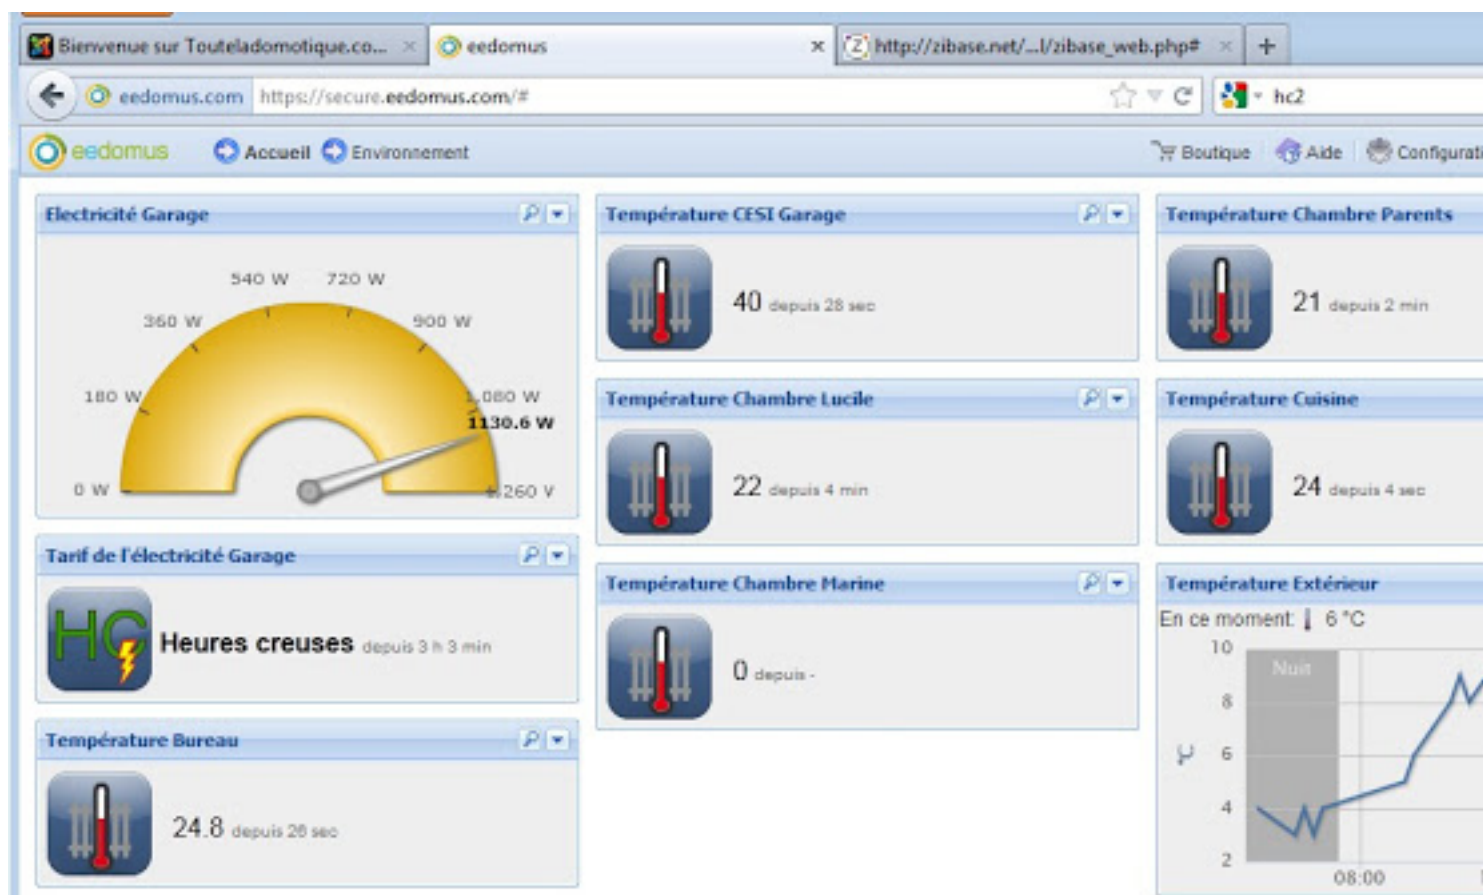 Bienvenue sur Touteladomotique.co... ×
eedomus ×
http://zibase.net/...l/zibase_web.php# × +
eedomus.com https://secure.eedomus.com/#
hc2
eedomus Accueil Environnement
Boutique Aide Configurati
Electricité Garage
540 W 720 W
360 W 900 W
180 W 1,080 W
1130.6 W
0 W 1,260 V
Tarif de l'électricité Garage
HC
Heures creuses depuis 3 h 3 min
Température Bureau
24.8 depuis 26 sec
Température CESI Garage
40 depuis 28 sec
Température Chambre Lucile
22 depuis 4 min
Température Chambre Marine
0 depuis -
Température Chambre Parents
21 depuis 2 min
Température Cuisine
24 depuis 4 sec
Température Extérieur
En ce moment: 6 °C
10
Nuit
8
°C
6
4
2
08:00